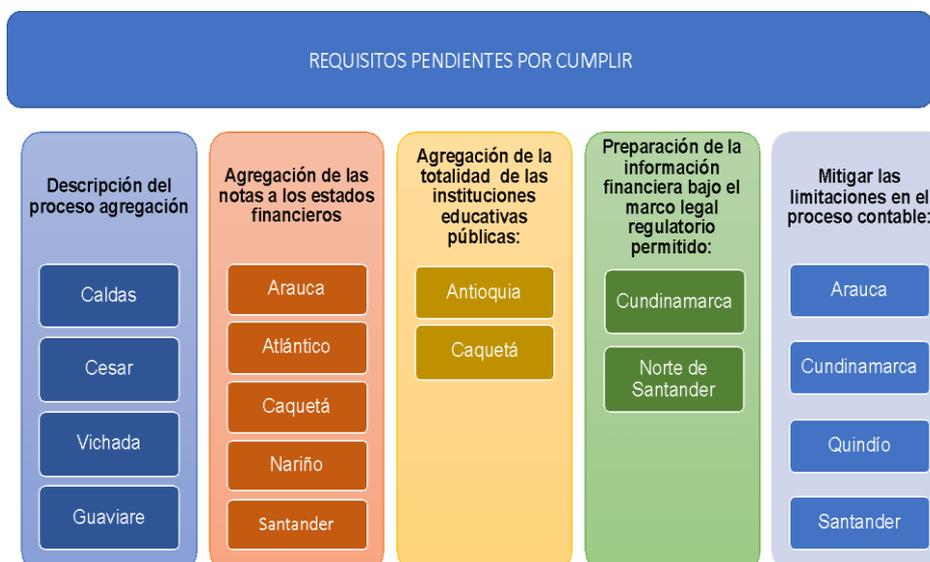 REQUISITOS PENDIENTES POR CUMPLIR
Descripción del
proceso agregación
Caldas
Cesar
Vichada
Guaviare
Agregación de las
notas a los estados
financieros
Arauca
Atlántico
Caquetá
Nariño
Santander
Agregación de la
totalidad de las
instituciones
educativas
públicas:
Antioquia
Caquetá
Preparación de la
información
financiera bajo el
marco legal
regulatorio
permitido:
Cundinamarca
Norte de
Santander
Mitigar las
limitaciones en el
proceso contable:
Arauca
Cundinamarca
Quindío
Santander